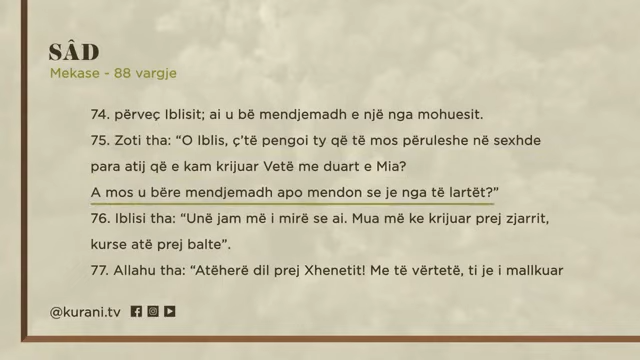 SÂD
Mekase - 88 vargje
74. përveç Iblisit; ai u bë mendjemadh e një nga mohuesit.
75. Zoti tha: “O Iblis, ç’të pengoi ty që të mos përuleshe në sexhde
para atij që e kam krijuar Vetë me duart e Mia?
A mos u bëre mendjemadh apo mendon se je nga të lartët?”
76. Iblisi tha: “Unë jam më i mirë se ai. Mua më ke krijuar prej zjarrit,
kurse atë prej balte”.
77. Allahu tha: “Atëherë dil prej Xhenetit! Me të vërtetë, ti je i mallkuar
@kurani.tv